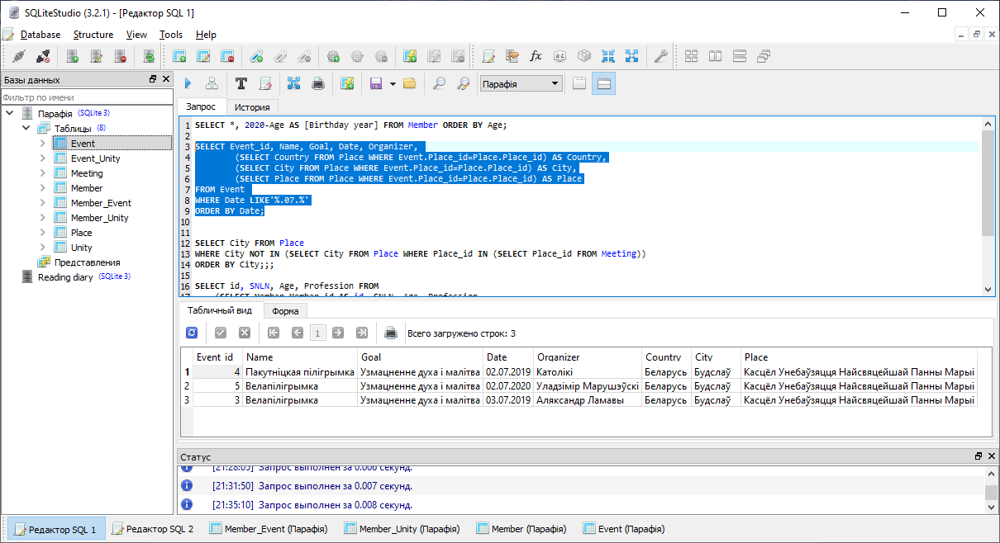 SQLiteStudio (3.2.1) - [Редактор SQL 1]
Database Structure View Tools Help
Базы данных
Фильтр по имени
Парафія (SQLite 3)
Таблицы (8)
Event
Event_Unity
Meeting
Member
Member_Event
Member_Unity
Place
Unity
Представления
Reading diary (SQLite 3)
Парафія
Запрос История
1 SELECT *, 2020-Age AS [Birthday year] FROM Member ORDER BY Age;
2
3 SELECT Event_id, Name, Goal, Date, Organizer,
4 (SELECT Country FROM Place WHERE Event.Place_id=Place.Place_id) AS Country,
5 (SELECT City FROM Place WHERE Event.Place_id=Place.Place_id) AS City,
6 (SELECT Place FROM Place WHERE Event.Place_id=Place.Place_id) AS Place
7 FROM Event
8 WHERE Date LIKE'%.07.%'
9 ORDER BY Date;
10
11
12 SELECT City FROM Place
13 WHERE City NOT IN (SELECT City FROM Place WHERE Place_id IN (SELECT Place_id FROM Meeting))
14 ORDER BY City;;;
15
16 SELECT id, SNLN, Age, Profession FROM
17 (SELECT Member.Member_id AS id, SNLN, Age, Profession
Табличный вид Форма
1 Всего загружено строк: 3
Event_id Name Goal Date Organizer Country City Place
1 4 Пакутніцкая пілігрымка Узмацненне духа і малітва 02.07.2019 Католікі Беларусь Будслаў Касцёл Унебаўзяцця Найсвяцейшай Панны Марыі
2 5 Велапілігрымка Узмацненне духа і малітва 02.07.2020 Уладзімір Марушэўскі Беларусь Будслаў Касцёл Унебаўзяцця Найсвяцейшай Панны Марыі
3 3 Велапілігрымка Узмацненне духа і малітва 03.07.2019 Аляксандр Ламавы Беларусь Будслаў Касцёл Унебаўзяцця Найсвяцейшай Панны Марыі
Статус
[21:28:05] Запрос выполнен за 0.006 секунд.
[21:31:50] Запрос выполнен за 0.007 секунд.
[21:35:10] Запрос выполнен за 0.008 секунд.
Редактор SQL 1 Редактор SQL 2 Member_Event (Парафія) Member_Unity (Парафія) Member (Парафія) Event (Парафія)